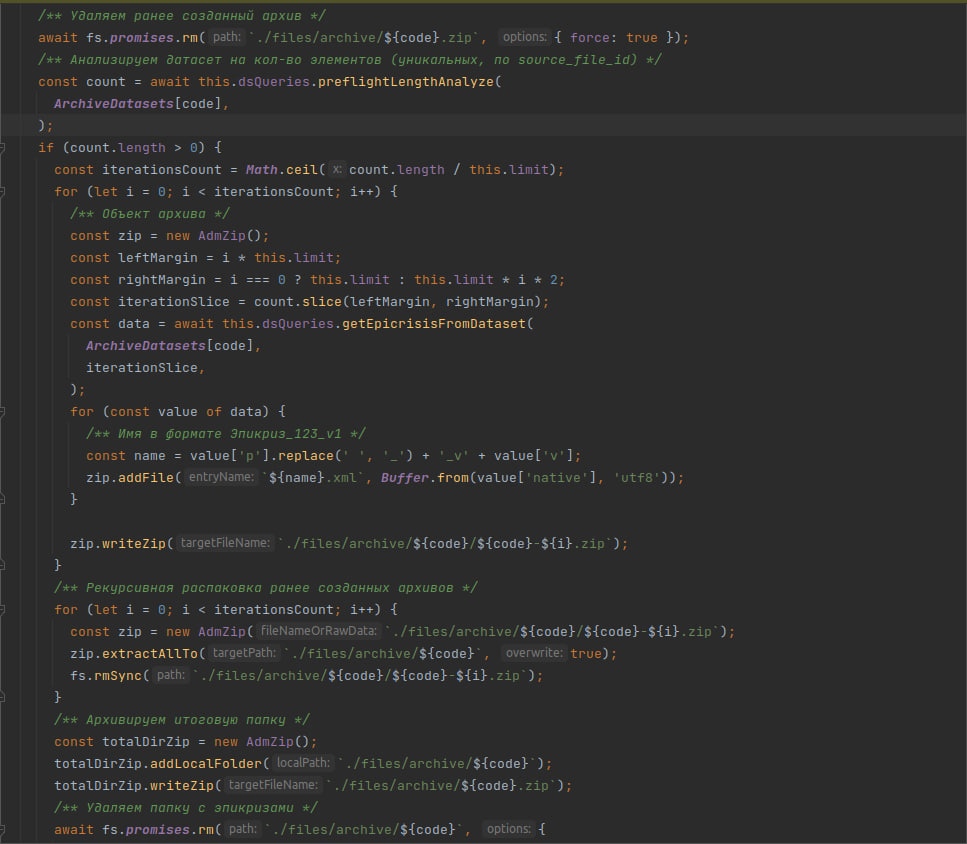 /** Удаляем ранее созданный архив */
await fs.promises.rm( path: `./files/archive/${code}.zip`, options: { force: true });
/** Анализируем датасет на кол-во элементов (уникальных, по source_file_id) */
const count = await this.dsQueries.preflightLengthAnalyze(
ArchiveDatasets[code],
);
if (count.length > 0) {
const iterationsCount = Math.ceil( x: count.length / this.limit);
for (let i = 0; i < iterationsCount; i++) {
/** Объект архива */
const zip = new AdmZip();
const leftMargin = i * this.limit;
const rightMargin = i === 0 ? this.limit : this.limit * i * 2;
const iterationSlice = count.slice(leftMargin, rightMargin);
const data = await this.dsQueries.getEpicrisisFromDataset(
ArchiveDatasets[code],
iterationSlice,
);
for (const value of data) {
/** Имя в формате Эпикриз_123_v1 */
const name = value['p'].replace(' ', '_') + '_v' + value['v'];
zip.addFile( entryName: `${name}.xml`, Buffer.from(value['native'], 'utf8'));
}
zip.writeZip( targetFileName: `./files/archive/${code}/${code}-${i}.zip`);
}
/** Рекурсивная распаковка ранее созданных архивов */
for (let i = 0; i < iterationsCount; i++) {
const zip = new AdmZip( fileNameOrRawData: `./files/archive/${code}/${code}-${i}.zip`);
zip.extractAllTo( targetPath: `./files/archive/${code}`, overwrite: true);
fs.rmSync( path: `./files/archive/${code}/${code}-${i}.zip`);
}
/** Архивируем итоговую папку */
const totalDirZip = new AdmZip();
totalDirZip.addLocalFolder( localPath: `./files/archive/${code}`);
totalDirZip.writeZip( targetFileName: `./files/archive/${code}.zip`);
/** Удаляем папку с эпикризами */
await fs.promises.rm( path: `./files/archive/${code}`, options: {